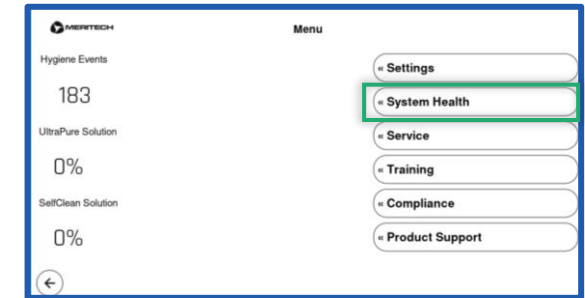 MERITECH
Menu
Hygiene Events
183
UltraPure Solution
0%
SelfClean Solution
0%
« Settings
« System Health
« Service
« Training
« Compliance
« Product Support